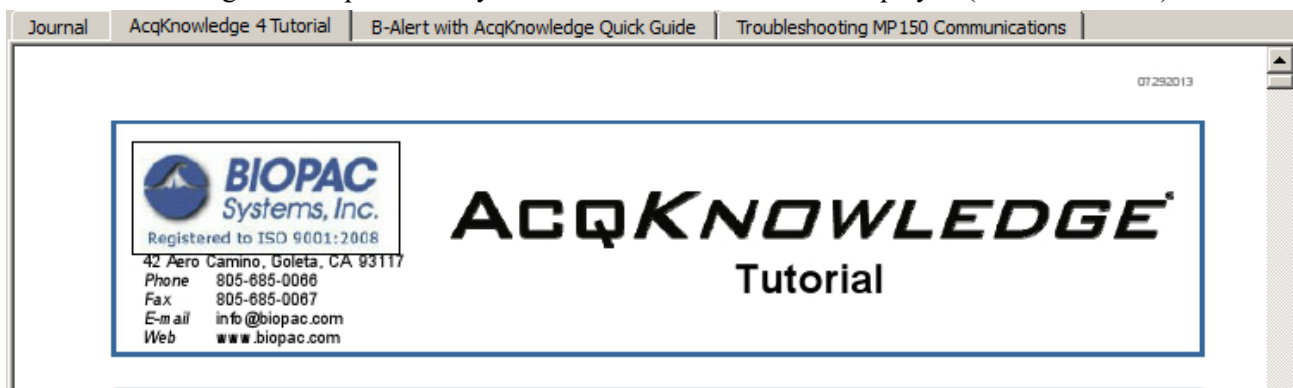 Journal
AcqKnowledge 4 Tutorial
B-Alert with AcqKnowledge Quick Guide
Troubleshooting MP150 Communications
07292013
BIOPAC
Systems, Inc.
Registered to ISO 9001:2008
42 Aero Camino, Goleta, CA 93117
Phone 805-685-0066
Fax 805-685-0067
E-mail info@biopac.com
Web www.biopac.com
ACQKNOWLEDGE
Tutorial